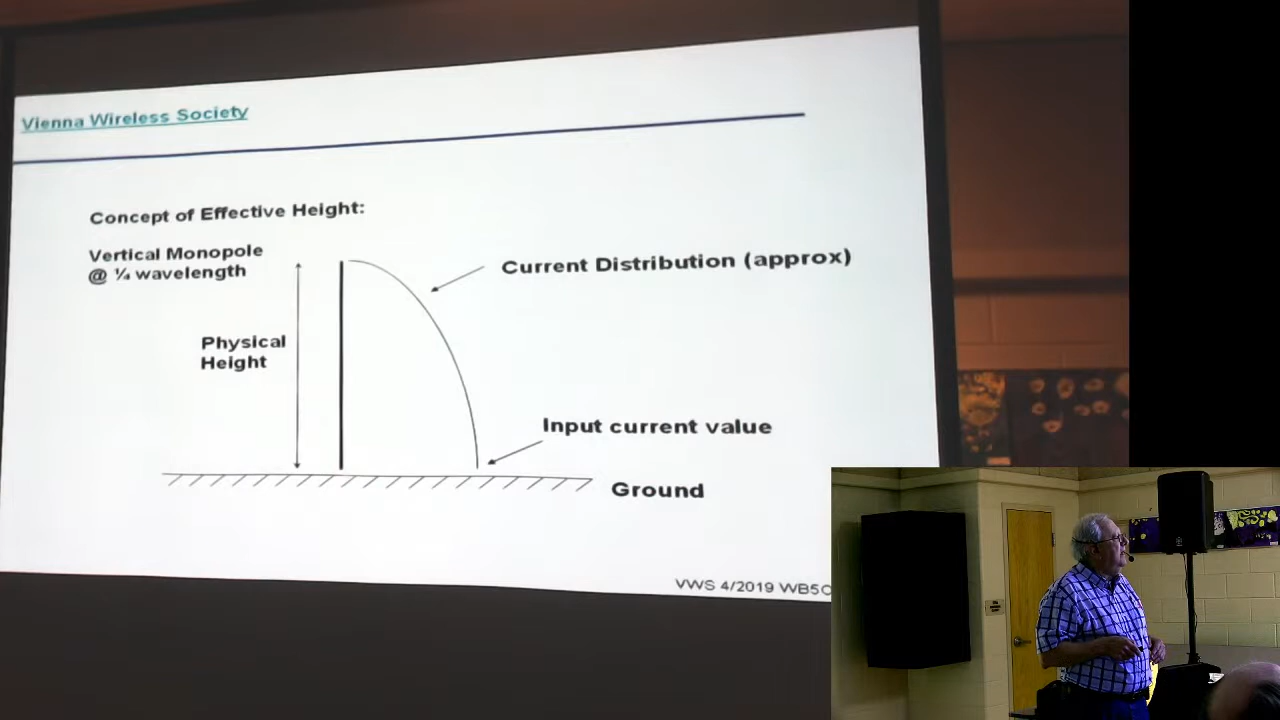 Vienna Wireless Society
Concept of Effective Height:
Vertical Monopole
@ ¼ wavelength
Current Distribution (approx)
Physical
Height
Input current value
Ground
VWS 4/2019